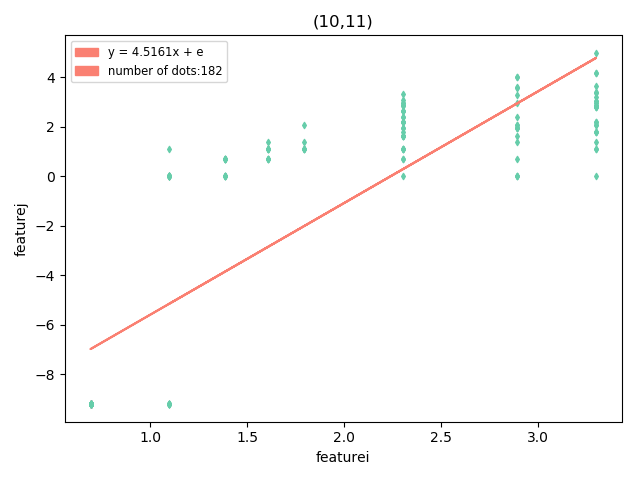 (10,11)
y = 4.5161x + e
number of dots:182
4
2
0
−2
−4
−6
−8
featurej
1.0 1.5 2.0 2.5 3.0
featurei